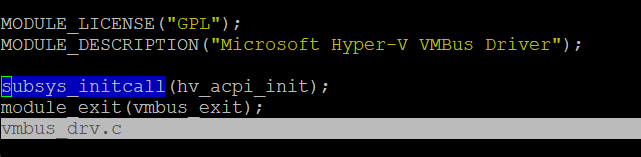 MODULE_LICENSE("GPL");
MODULE_DESCRIPTION("Microsoft Hyper-V VMBus Driver");
subsys_initcall(hv_acpi_init);
module_exit(vmbus_exit);
vmbus_drv.c